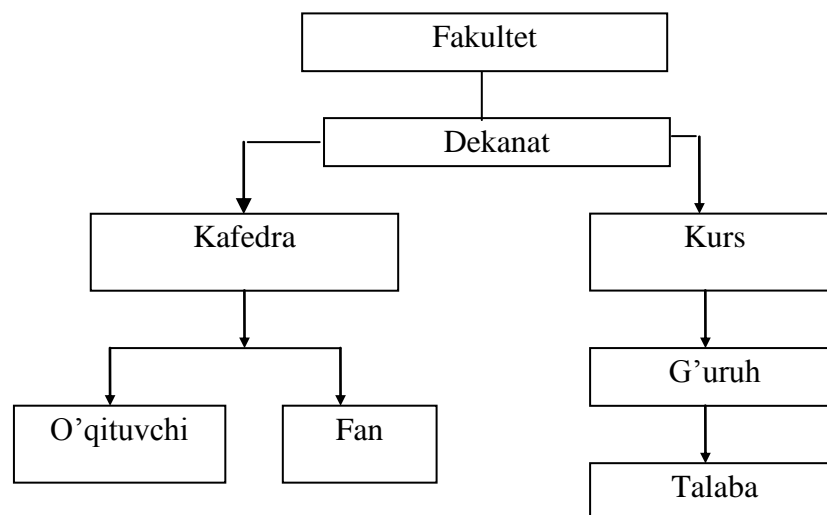 Fakultet
Dekanat
Kafedra
Kurs
G’uruh
O’qituvchi
Fan
Talaba